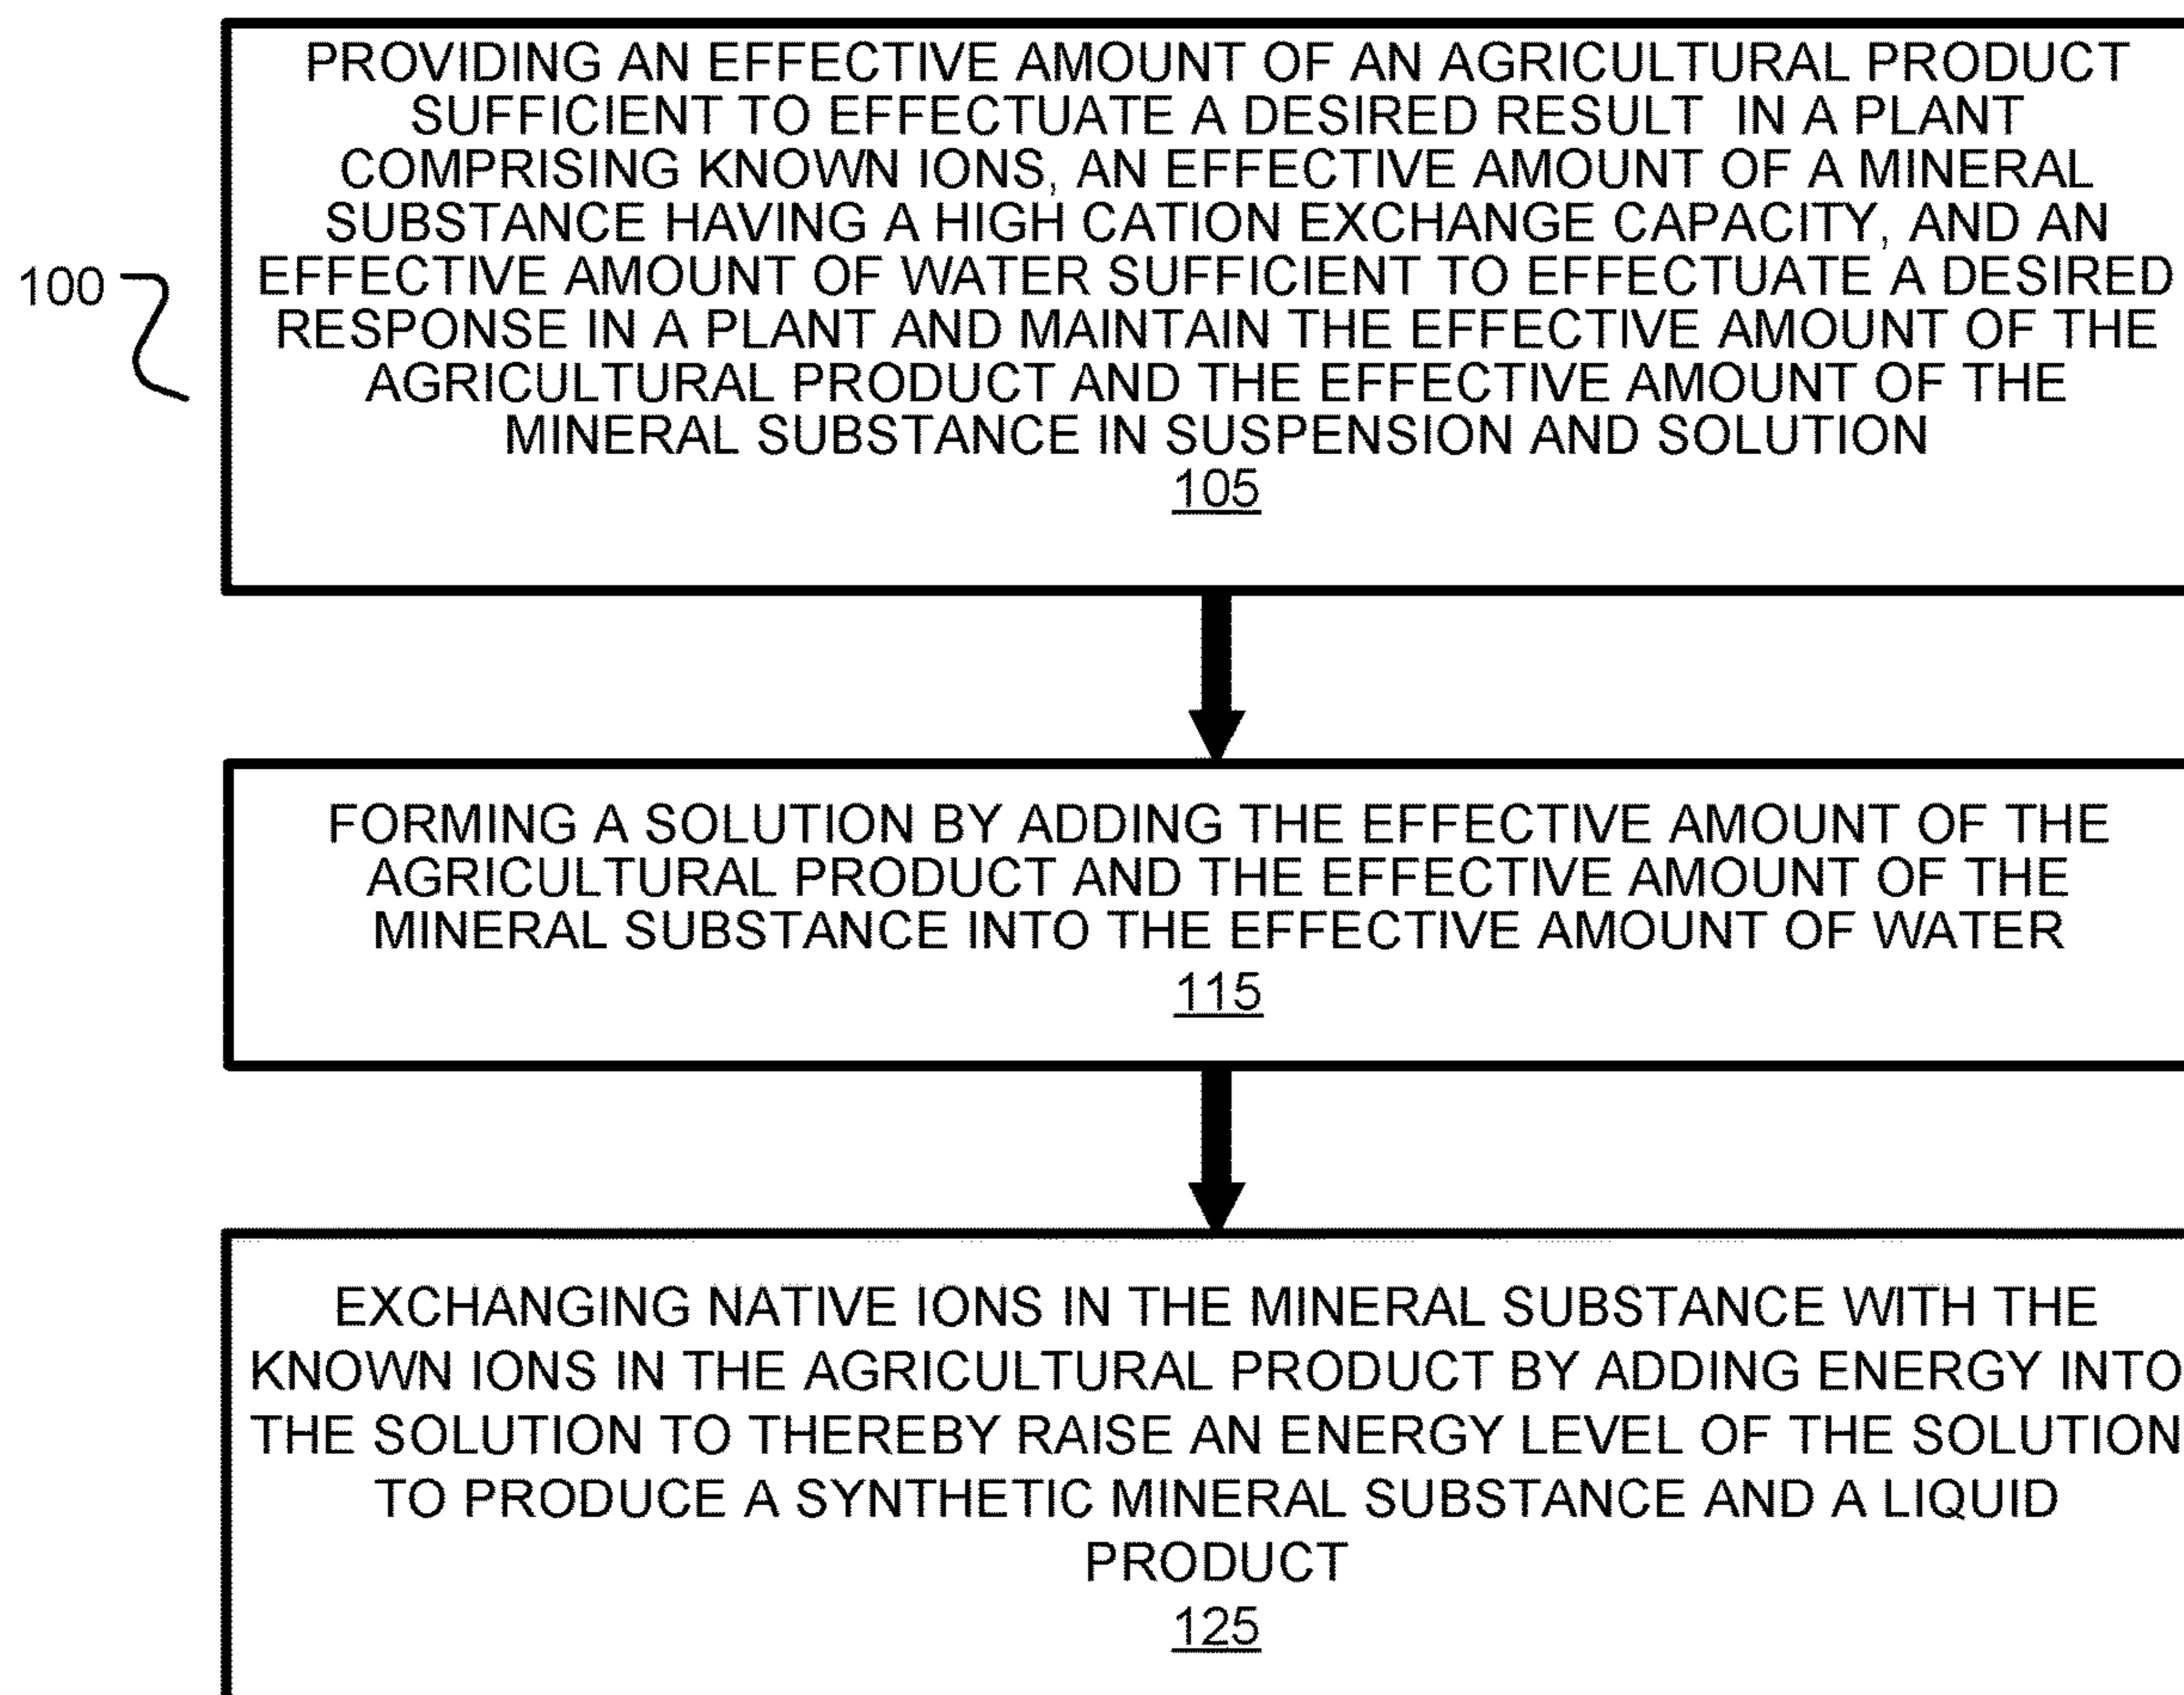 PROVIDING AN EFFECTIVE AMOUNT OF AN AGRICULTURAL PRODUCT
SUFFICIENT TO EFFECTUATE A DESIRED RESULT IN A PLANT
COMPRISING KNOWN IONS, AN EFFECTIVE AMOUNT OF A MINERAL
SUBSTANCE HAVING A HIGH CATION EXCHANGE CAPACITY, AND AN
EFFECTIVE AMOUNT OF WATER SUFFICIENT TO EFFECTUATE A DESIRED
RESPONSE IN A PLANT AND MAINTAIN THE EFFECTIVE AMOUNT OF THE
AGRICULTURAL PRODUCT AND THE EFFECTIVE AMOUNT OF THE
MINERAL SUBSTANCE IN SUSPENSION AND SOLUTION
105
100
FORMING A SOLUTION BY ADDING THE EFFECTIVE AMOUNT OF THE
AGRICULTURAL PRODUCT AND THE EFFECTIVE AMOUNT OF THE
MINERAL SUBSTANCE INTO THE EFFECTIVE AMOUNT OF WATER
115
EXCHANGING NATIVE IONS IN THE MINERAL SUBSTANCE WITH THE
KNOWN IONS IN THE AGRICULTURAL PRODUCT BY ADDING ENERGY INTO
THE SOLUTION TO THEREBY RAISE AN ENERGY LEVEL OF THE SOLUTION
TO PRODUCE A SYNTHETIC MINERAL SUBSTANCE AND A LIQUID
PRODUCT
125